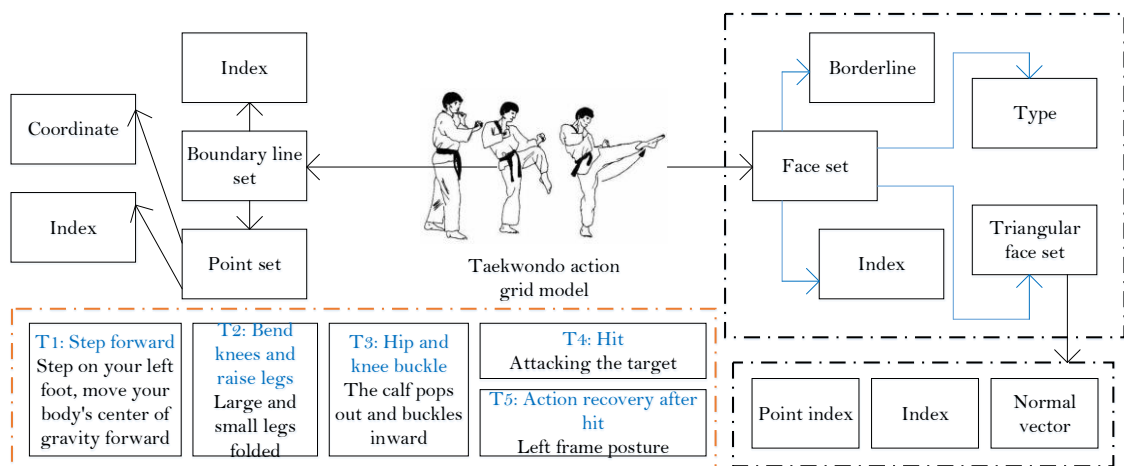 Index
Coordinate
Boundary line
set
Index
Point set
Taekwondo action
grid model
Borderline
Type
Face set
Triangular
face set
Index
T1: Step forward
Step on your left
foot, move your
body's center of
gravity forward
T2: Bend
knees and
raise legs
Large and
small legs
folded
T3: Hip and
knee buckle
The calf pops
out and buckles
inward
T4: Hit
Attacking the target
T5: Action recovery after
hit
Left frame posture
Point index
Index
Normal
vector